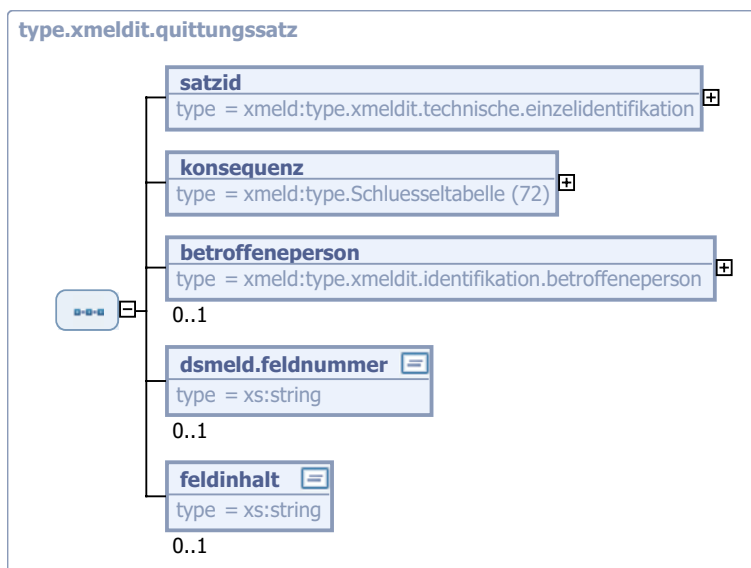 type.xmeldit.quittungssatz
satzid
type = xmeld:type.xmeldit.technische.einzelidentifikation
konsequenz
type = xmeld:type.Schluesseltabelle (72)
betroffeneperson
type = xmeld:type.xmeldit.identifikation.betroffeneperson
0..1
dsmeld.feldnummer
type = xs:string
0..1
feldinhalt
type = xs:string
0..1